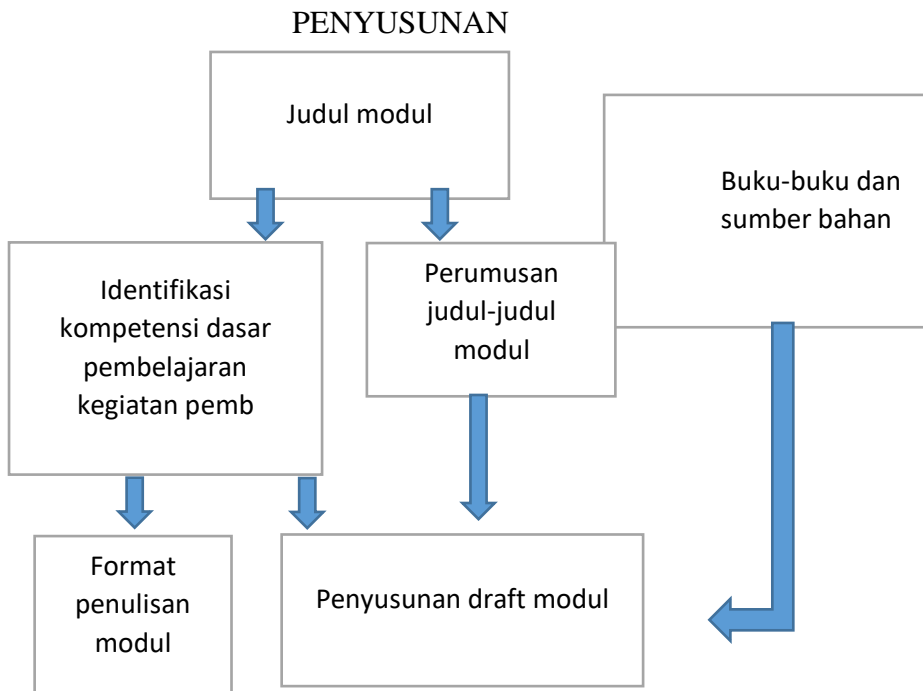 PENYUSUNAN
Judul modul
Buku-buku dan
sumber bahan
Identifikasi
kompetensi dasar
pembelajaran
kegiatan pemb
Perumusan
judul-judul
modul
Format
penulisan
modul
Penyusunan draft modul